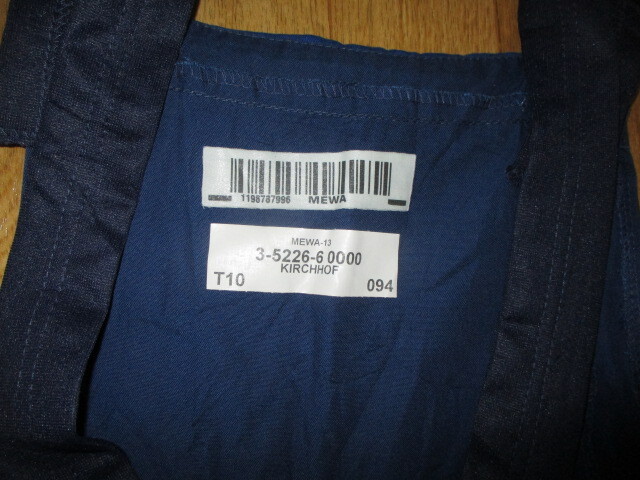 1198787996 MEWA
MEWA-13
3-5226-6 0000
KIRCHHOF
T10 094